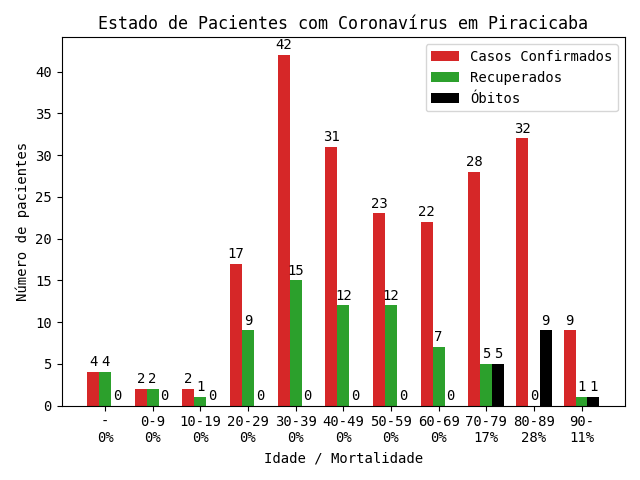 Estado de Pacientes com Coronavírus em Piracicaba
Casos Confirmados
Recuperados
Óbitos
Número de pacientes
40
35
30
25
20
15
10
5
0
4 4 0
2 2 0
2 1 0
17 9 0
42 15 0
31 12 0
23 12 0
22 7 0
28 5 5
32 0 9
9 1 1
- 0-9 10-19 20-29 30-39 40-49 50-59 60-69 70-79 80-89 90-
0% 0% 0% 0% 0% 0% 0% 0% 17% 28% 11%
Idade / Mortalidade